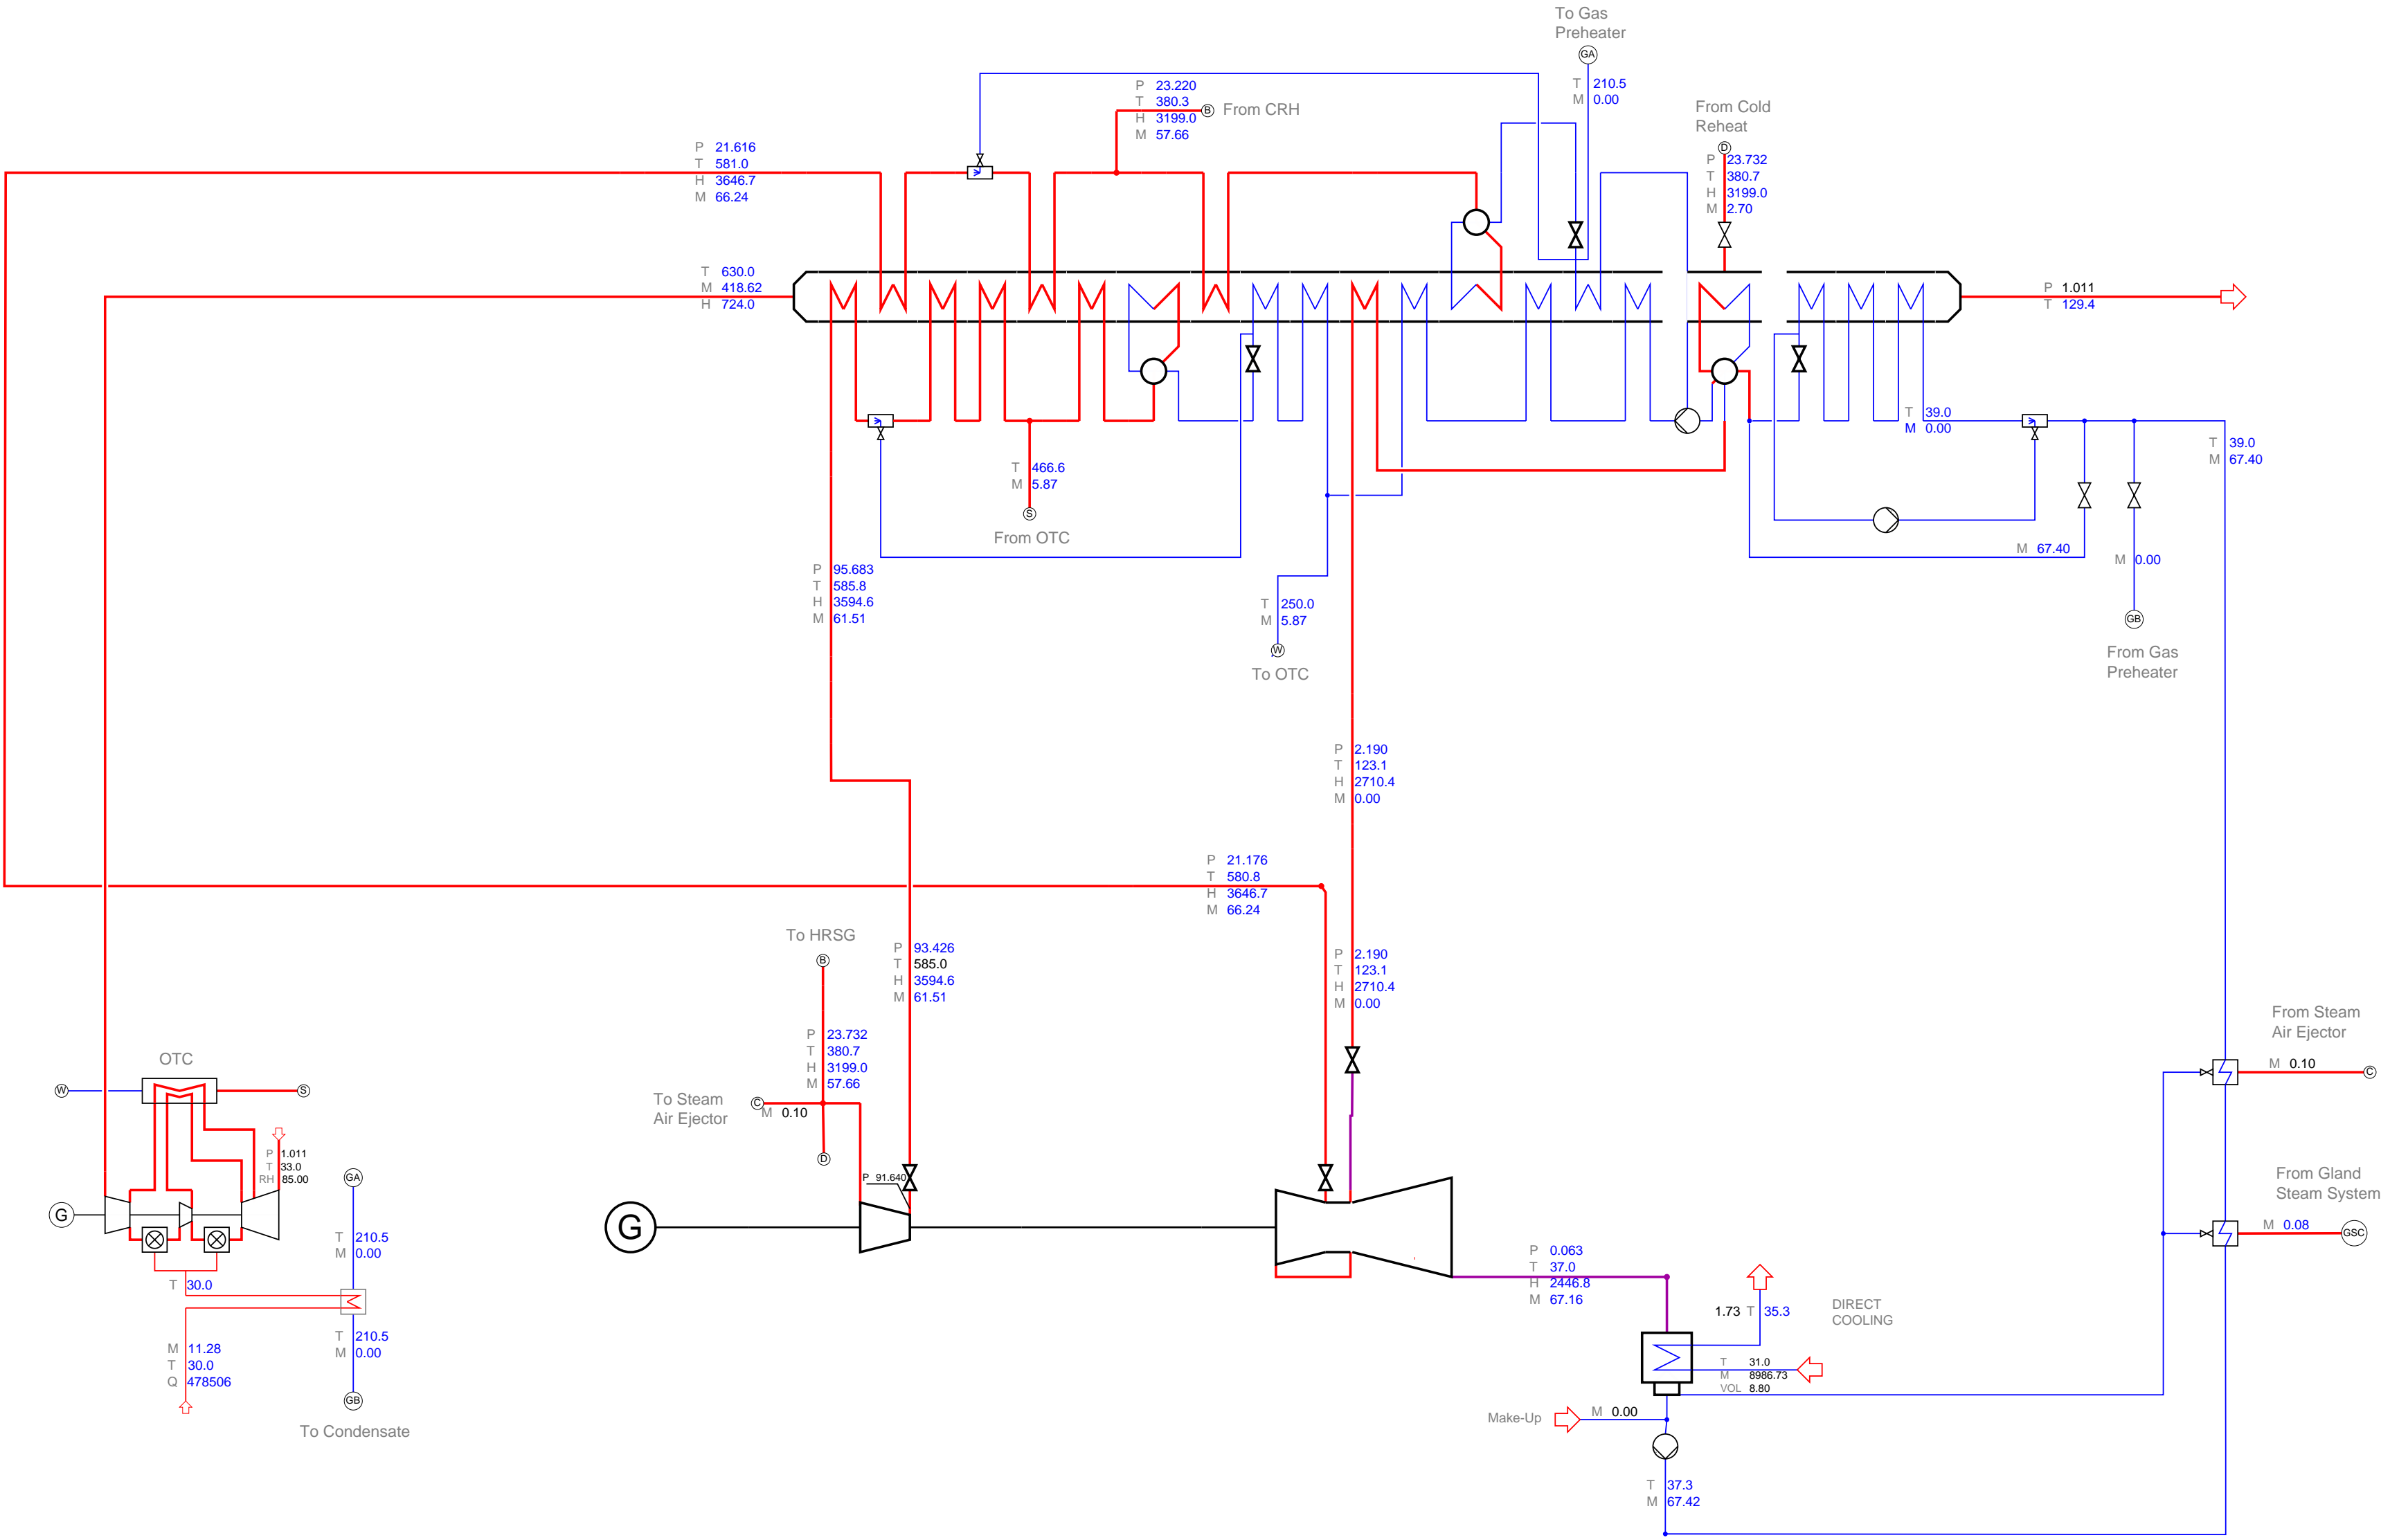 To Gas
Preheater
GA
T 210.5
M 0.00
P 23.220
T 380.3
H 3199.0
M 57.66
B From CRH
From Cold
Reheat
D
P 23.732
T 380.7
H 3199.0
M 2.70
P 21.616
T 581.0
H 3646.7
M 66.24
T 630.0
M 418.62
H 724.0
P 1.011
T 129.4
T 39.0
M 0.00
T 39.0
M 67.40
T 466.6
M 5.87
S
From OTC
M 67.40
M 0.00
GB
From Gas
Preheater
P 95.683
T 585.8
H 3594.6
M 61.51
T 250.0
M 5.87
W
To OTC
P 2.190
T 123.1
H 2710.4
M 0.00
P 21.176
T 580.8
H 3646.7
M 66.24
To HRSG
B
P 93.426
T 585.0
H 3594.6
M 61.51
P 2.190
T 123.1
H 2710.4
M 0.00
P 23.732
T 380.7
H 3199.0
M 57.66
To Steam
Air Ejector
C
M 0.10
D
P 91.640
From Steam
Air Ejector
M 0.10
C
OTC
W
S
P 1.011
T 33.0
RH 85.00
GA
G
T 210.5
M 0.00
T 30.0
T 210.5
M 0.00
M 11.28
T 30.0
Q 478506
GB
To Condensate
G
From Gland
Steam System
M 0.08
GSC
P 0.063
T 37.0
H 2446.8
M 67.16
1.73 T 35.3
DIRECT
COOLING
T 31.0
M 8986.73
VOL 8.80
Make-Up
M 0.00
T 37.3
M 67.42